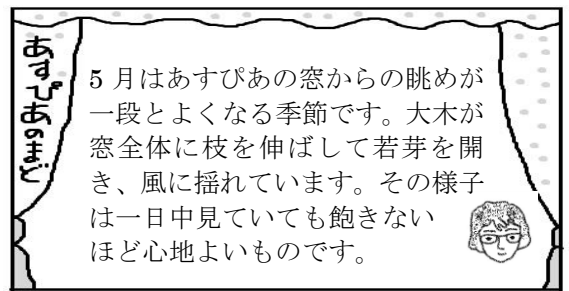 あすぴあのまど
5月はあすぴあの窓からの眺めが
一段とよくなる季節です。大木が
窓全体に枝を伸ばして若芽を開
き、風に揺れています。その様子
は一日中見ていても飽きない
ほど心地よいものです。